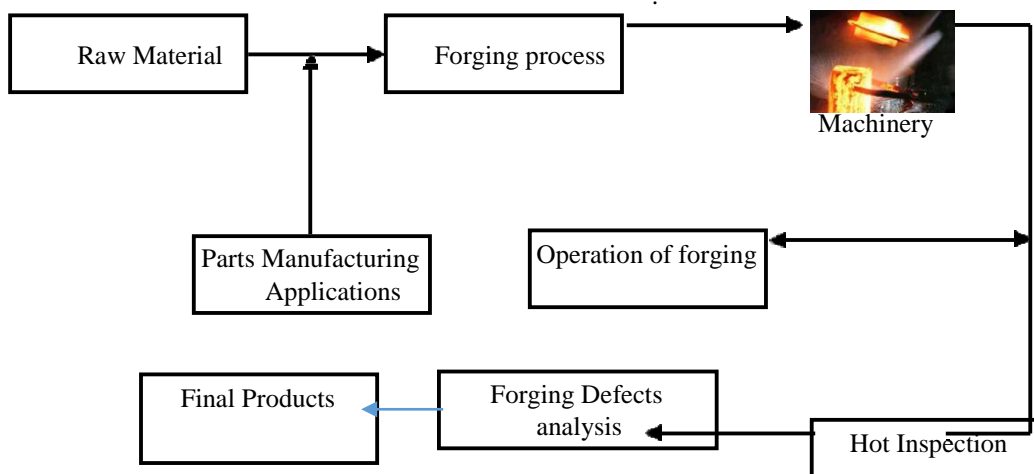 Raw Material
Forging process
Machinery
Parts Manufacturing
Applications
Operation of forging
Final Products
Forging Defects
analysis
Hot Inspection